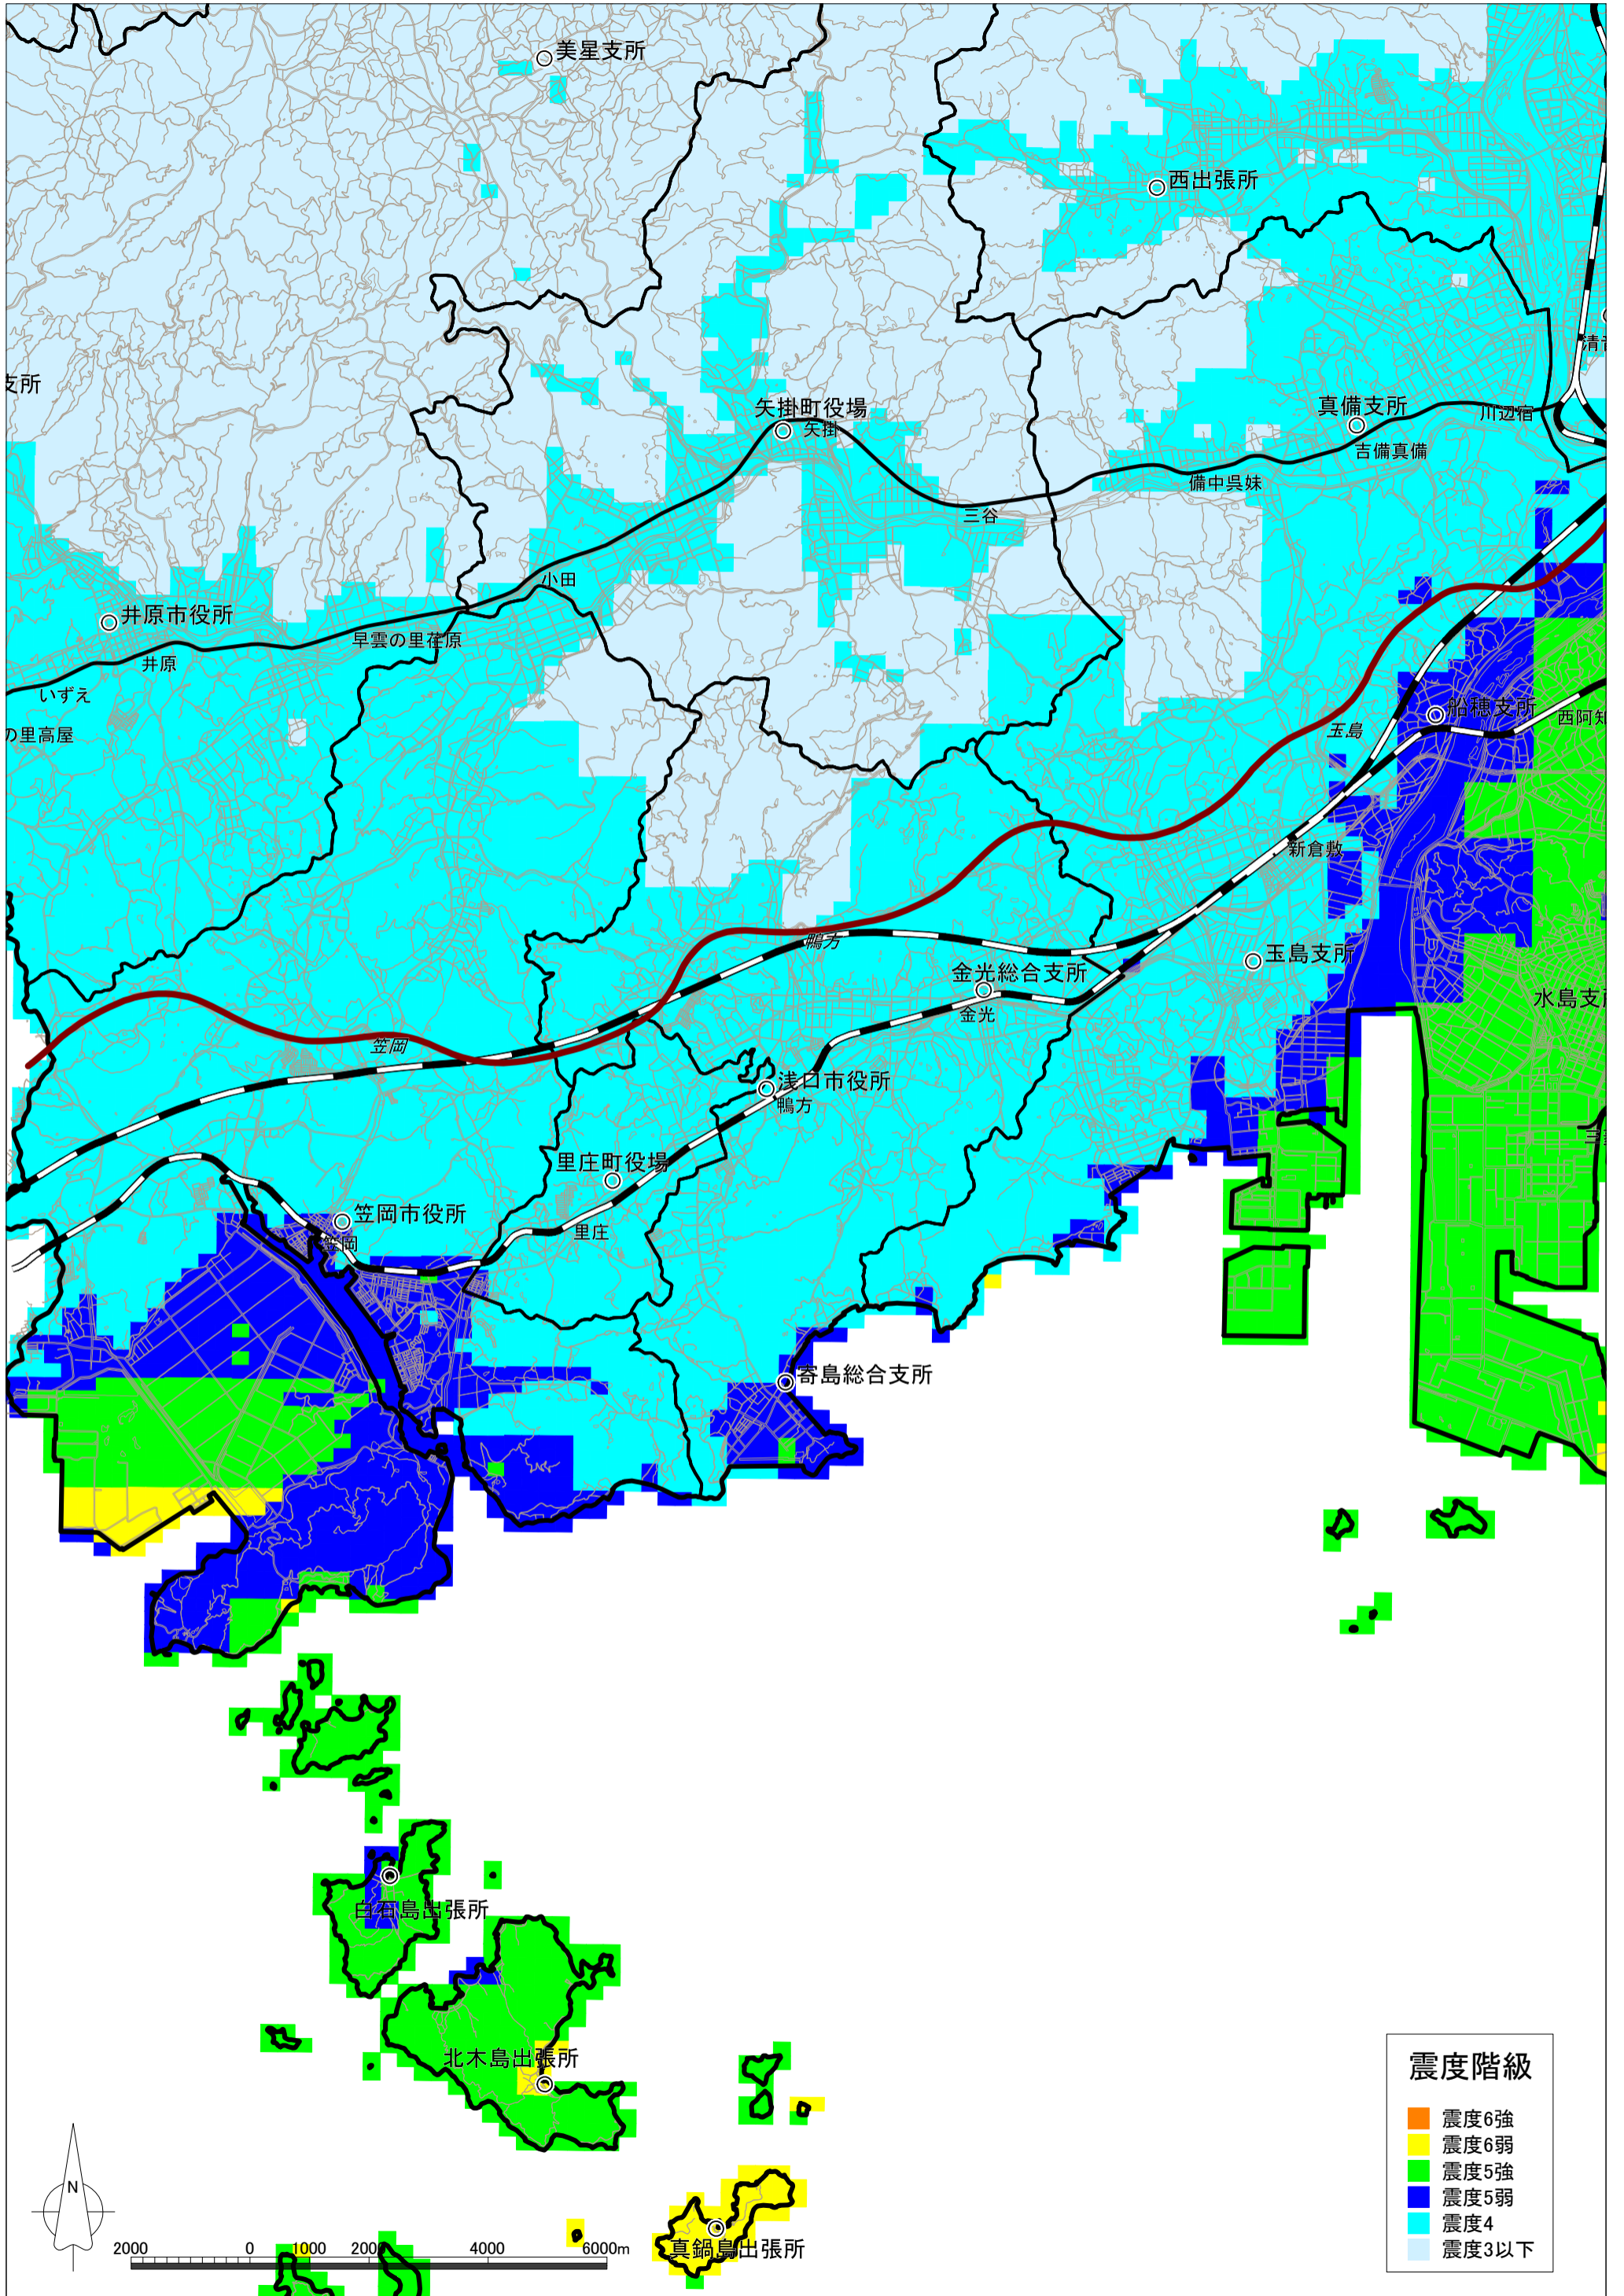 美星支所
西出張所
清音
支所
矢掛町役場
矢掛
真備支所
川辺宿
吉備真備
備中呉妹
三谷
小田
井原市役所
早雲の里荏原
井原
いずえ
の里高屋
船穂支所
西阿知
玉島
新倉敷
鴨方
玉島支所
金光総合支所
金光
水島支所
笠岡
浅口市役所
鴨方
里庄町役場
里庄
笠岡市役所
笠岡
寄島総合支所
白石島出張所
北木島出張所
真鍋島出張所
N
2000 0 1000 2000 4000 6000m
震度階級
震度6強
震度6弱
震度5強
震度5弱
震度4
震度3以下